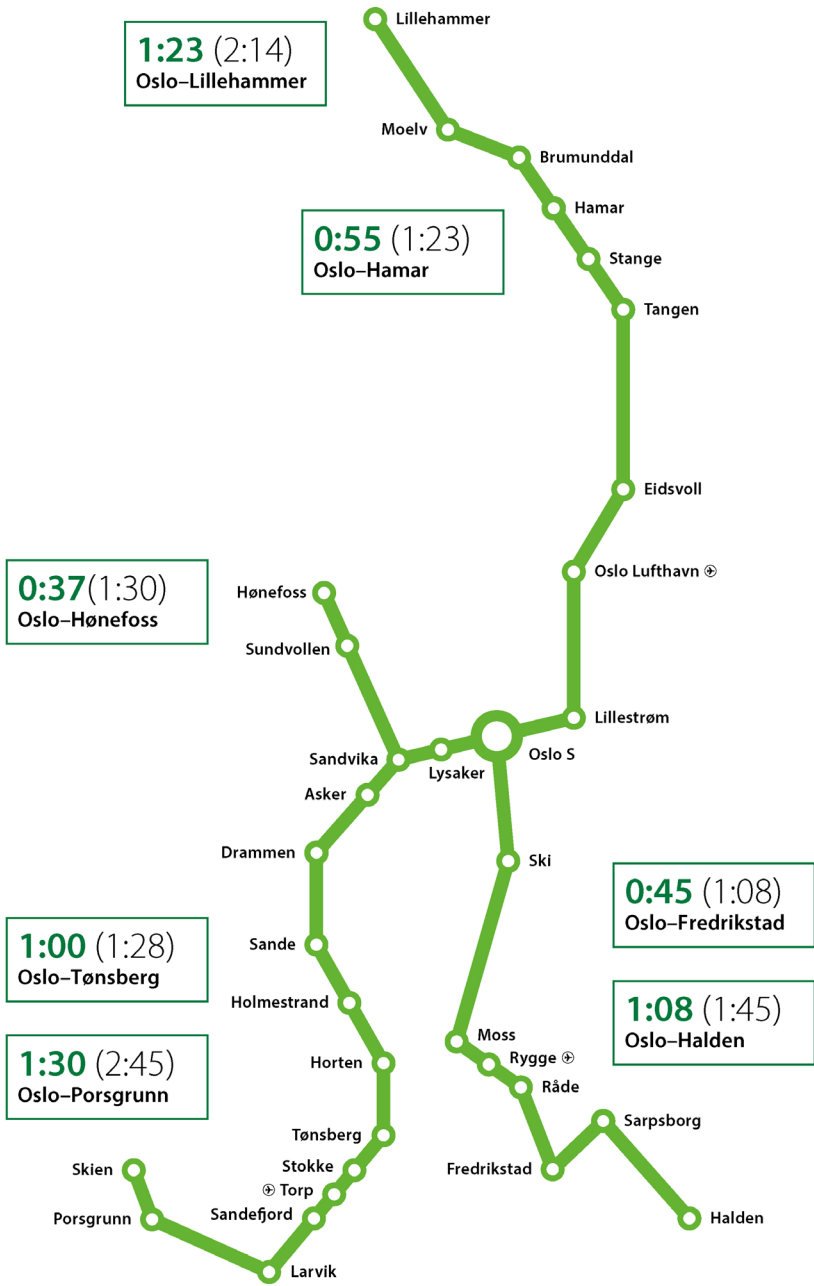 Lillehammer
1:23 (2:14)
Oslo–Lillehammer
Moelv
Brumunddal
Hamar
0:55 (1:23)
Oslo–Hamar
Stange
Tangen
Eidsvoll
Oslo Lufthavn
0:37(1:30)
Oslo–Hønefoss
Hønefoss
Sundvollen
Lillestrøm
Oslo S
Sandvika
Lysaker
Asker
Drammen
Ski
0:45 (1:08)
Oslo–Fredrikstad
1:00 (1:28)
Oslo–Tønsberg
Sande
Holmestrand
1:08 (1:45)
Oslo–Halden
Moss
Rygge
Råde
1:30 (2:45)
Oslo–Porsgrunn
Horten
Sarpsborg
Tønsberg
Stokke
Fredrikstad
Skien
Torp
Sandefjord
Porsgrunn
Halden
Larvik